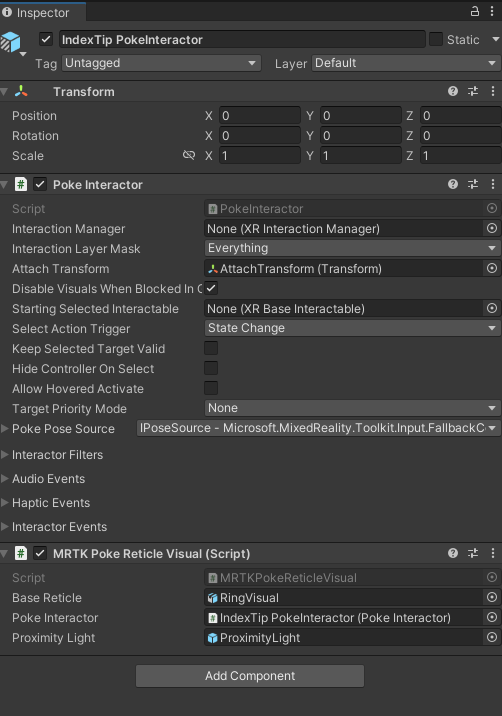 Inspector
IndexTip PokeInteractor Static
Tag Untagged Layer Default
Transform
Position X 0 Y 0 Z 0
Rotation X 0 Y 0 Z 0
Scale X 1 Y 1 Z 1
Poke Interactor
Script PokeInteractor
Interaction Manager None (XR Interaction Manager)
Interaction Layer Mask Everything
Attach Transform AttachTransform (Transform)
Disable Visuals When Blocked In
Starting Selected Interactable None (XR Base Interactable)
Select Action Trigger State Change
Keep Selected Target Valid
Hide Controller On Select
Allow Hovered Activate
Target Priority Mode None
Poke Pose Source IPoseSource - Microsoft.MixedReality.Toolkit.Input.FallbackC
Interactor Filters
Audio Events
Haptic Events
Interactor Events
# MRTK Poke Reticle Visual (Script)
Script MRTKPokeReticleVisual
Base Reticle RingVisual
Poke Interactor IndexTip PokeInteractor (Poke Interactor)
Proximity Light ProximityLight
Add Component